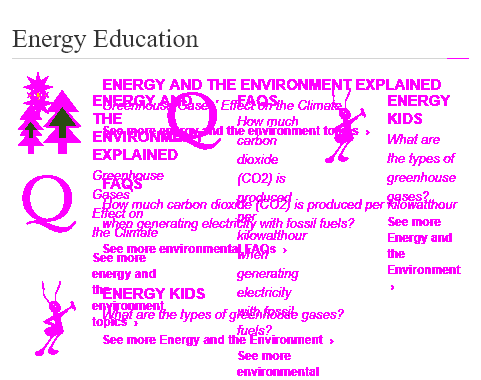 Energy Education
ENERGY AND THE ENVIRONMENT EXPLAINED
Greenhouse Gases' Effect on the Climate
See more energy and the environment topics ›
FAQS
How much carbon dioxide (CO2) is produced per kilowatthour
when generating electricity with fossil fuels?
See more environmental FAQs ›
ENERGY KIDS
What are the types of greenhouse gases?
See more Energy and the Environment ›
ENERGY AND
THE
ENVIRONMENT
EXPLAINED
Greenhouse
Gases
Effect on
the Climate
See more
energy and
the
environment
topics ›
Q
FAQS
How much
carbon
dioxide
(CO2) is
produced
per
kilowatthour
when
generating
electricity
with fossil
fuels?
See more
environmental
ENERGY
KIDS
What are
the types of
greenhouse
gases?
See more
Energy and
the
Environment
›
Q